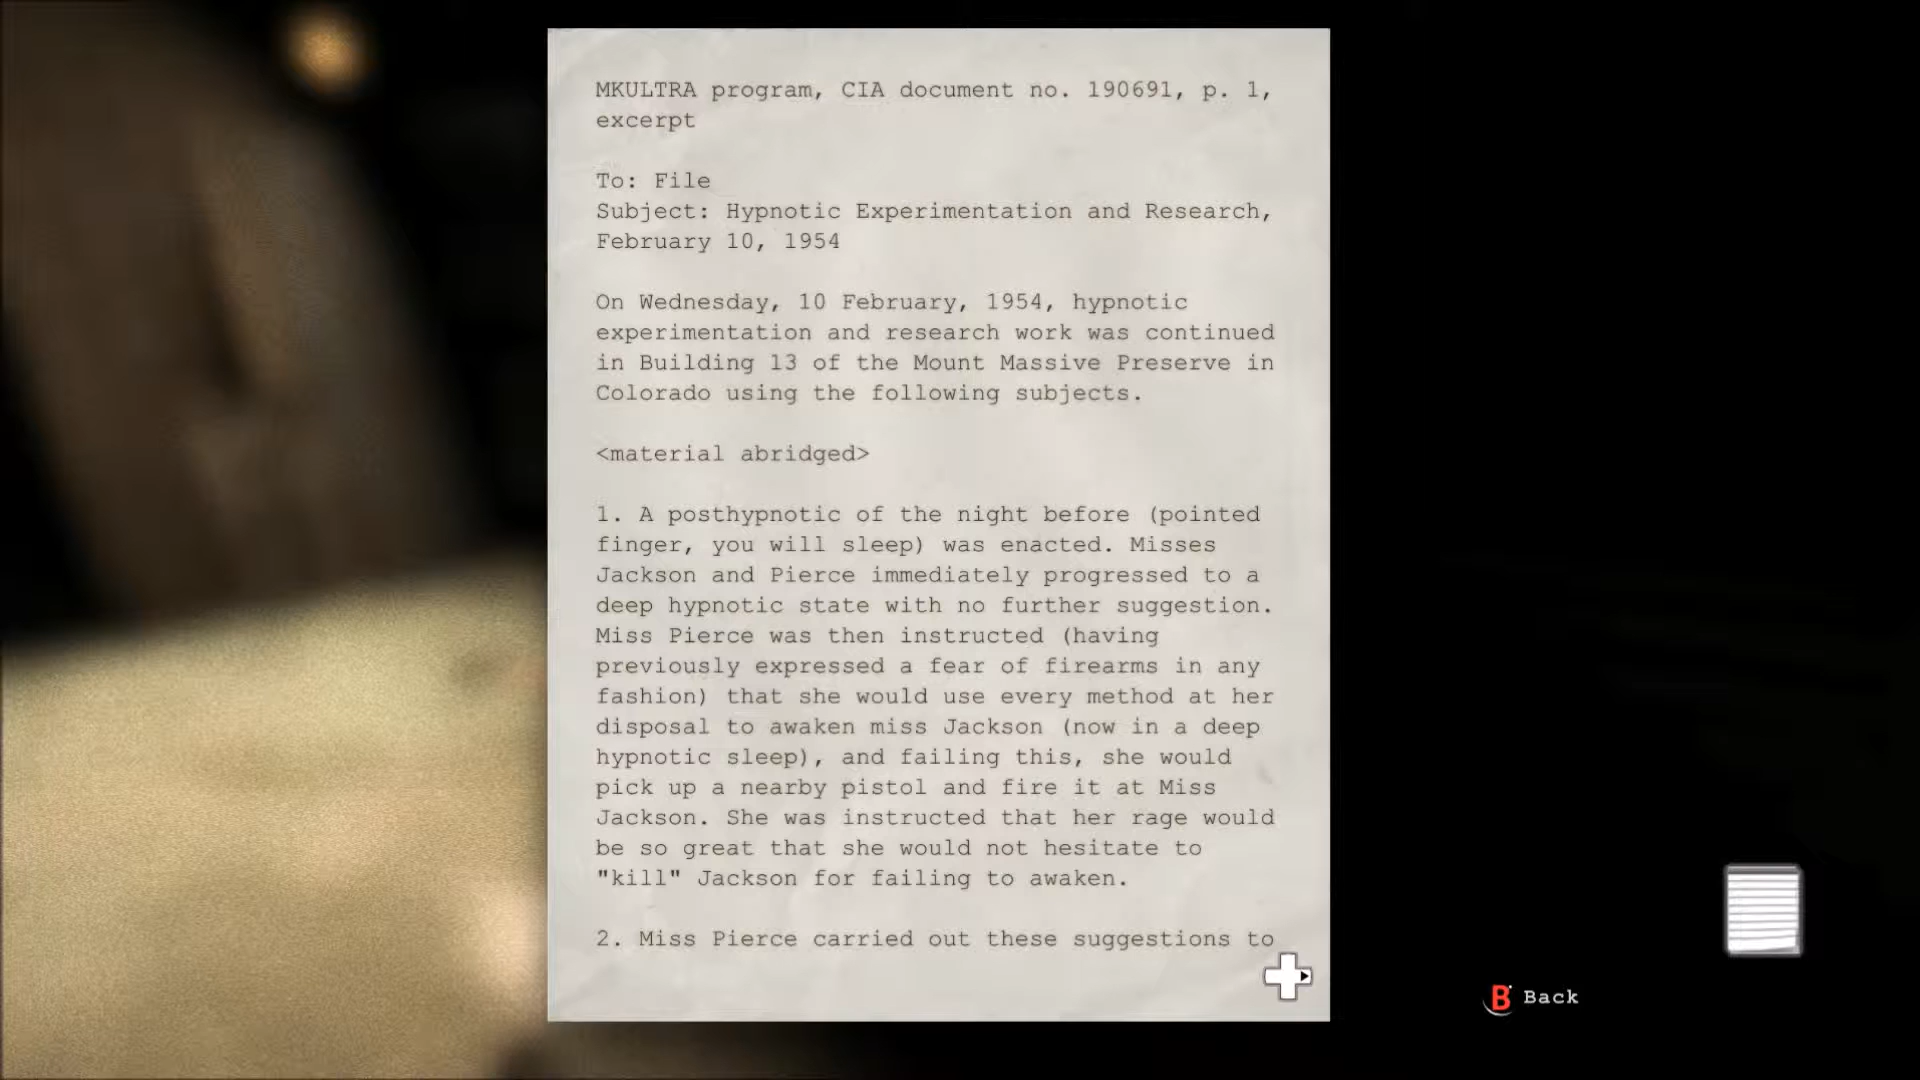 MKULTRA program, CIA document no. 190691, p. 1,
excerpt
To: File
Subject: Hypnotic Experimentation and Research,
February 10, 1954
On Wednesday, 10 February, 1954, hypnotic
experimentation and research work was continued
in Building 13 of the Mount Massive Preserve in
Colorado using the following subjects.
<material abridged>
1. A posthypnotic of the night before (pointed
finger, you will sleep) was enacted. Misses
Jackson and Pierce immediately progressed to a
deep hypnotic state with no further suggestion.
Miss Pierce was then instructed (having
previously expressed a fear of firearms in any
fashion) that she would use every method at her
disposal to awaken miss Jackson (now in a deep
hypnotic sleep), and failing this, she would
pick up a nearby pistol and fire it at Miss
Jackson. She was instructed that her rage would
be so great that she would not hesitate to
"kill" Jackson for failing to awaken.
2. Miss Pierce carried out these suggestions to
B Back